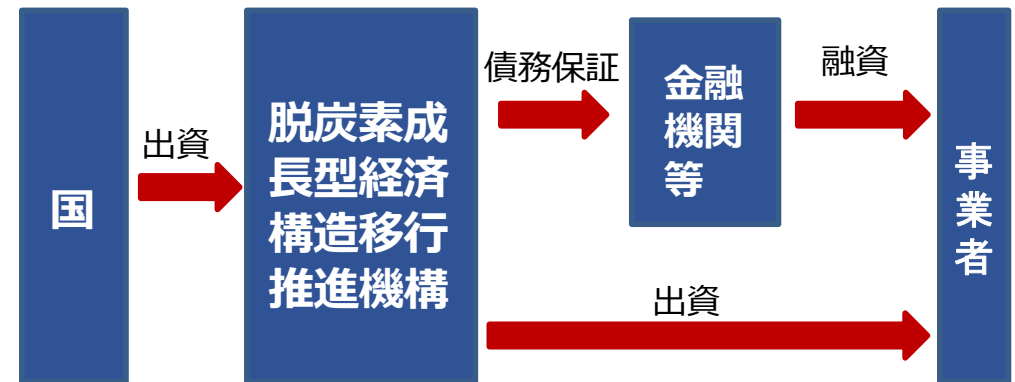 国
出資
脱炭素成
長型経済
構造移行
推進機構
債務保証
金融
機関
等
融資
出資
事
業
者